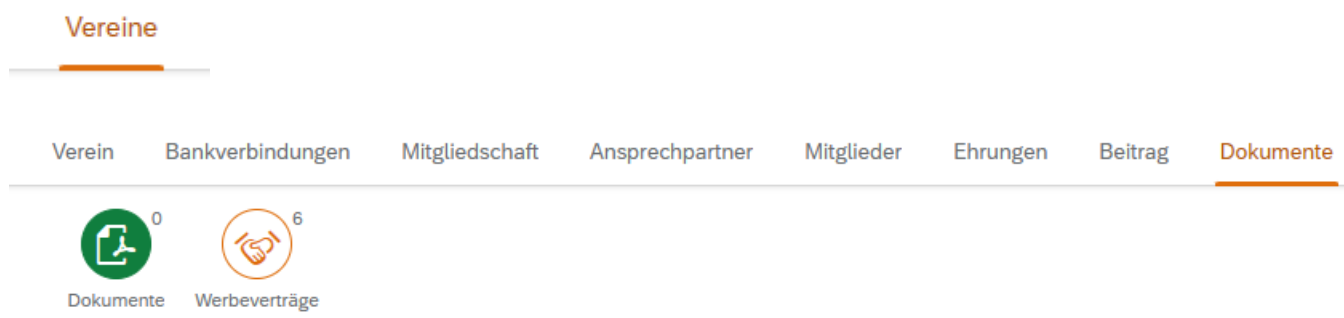 Vereine
Verein Bankverbindungen Mitgliedschaft Ansprechpartner Mitglieder Ehrungen Beitrag Dokumente
0 6
Dokumente Werbeverträge